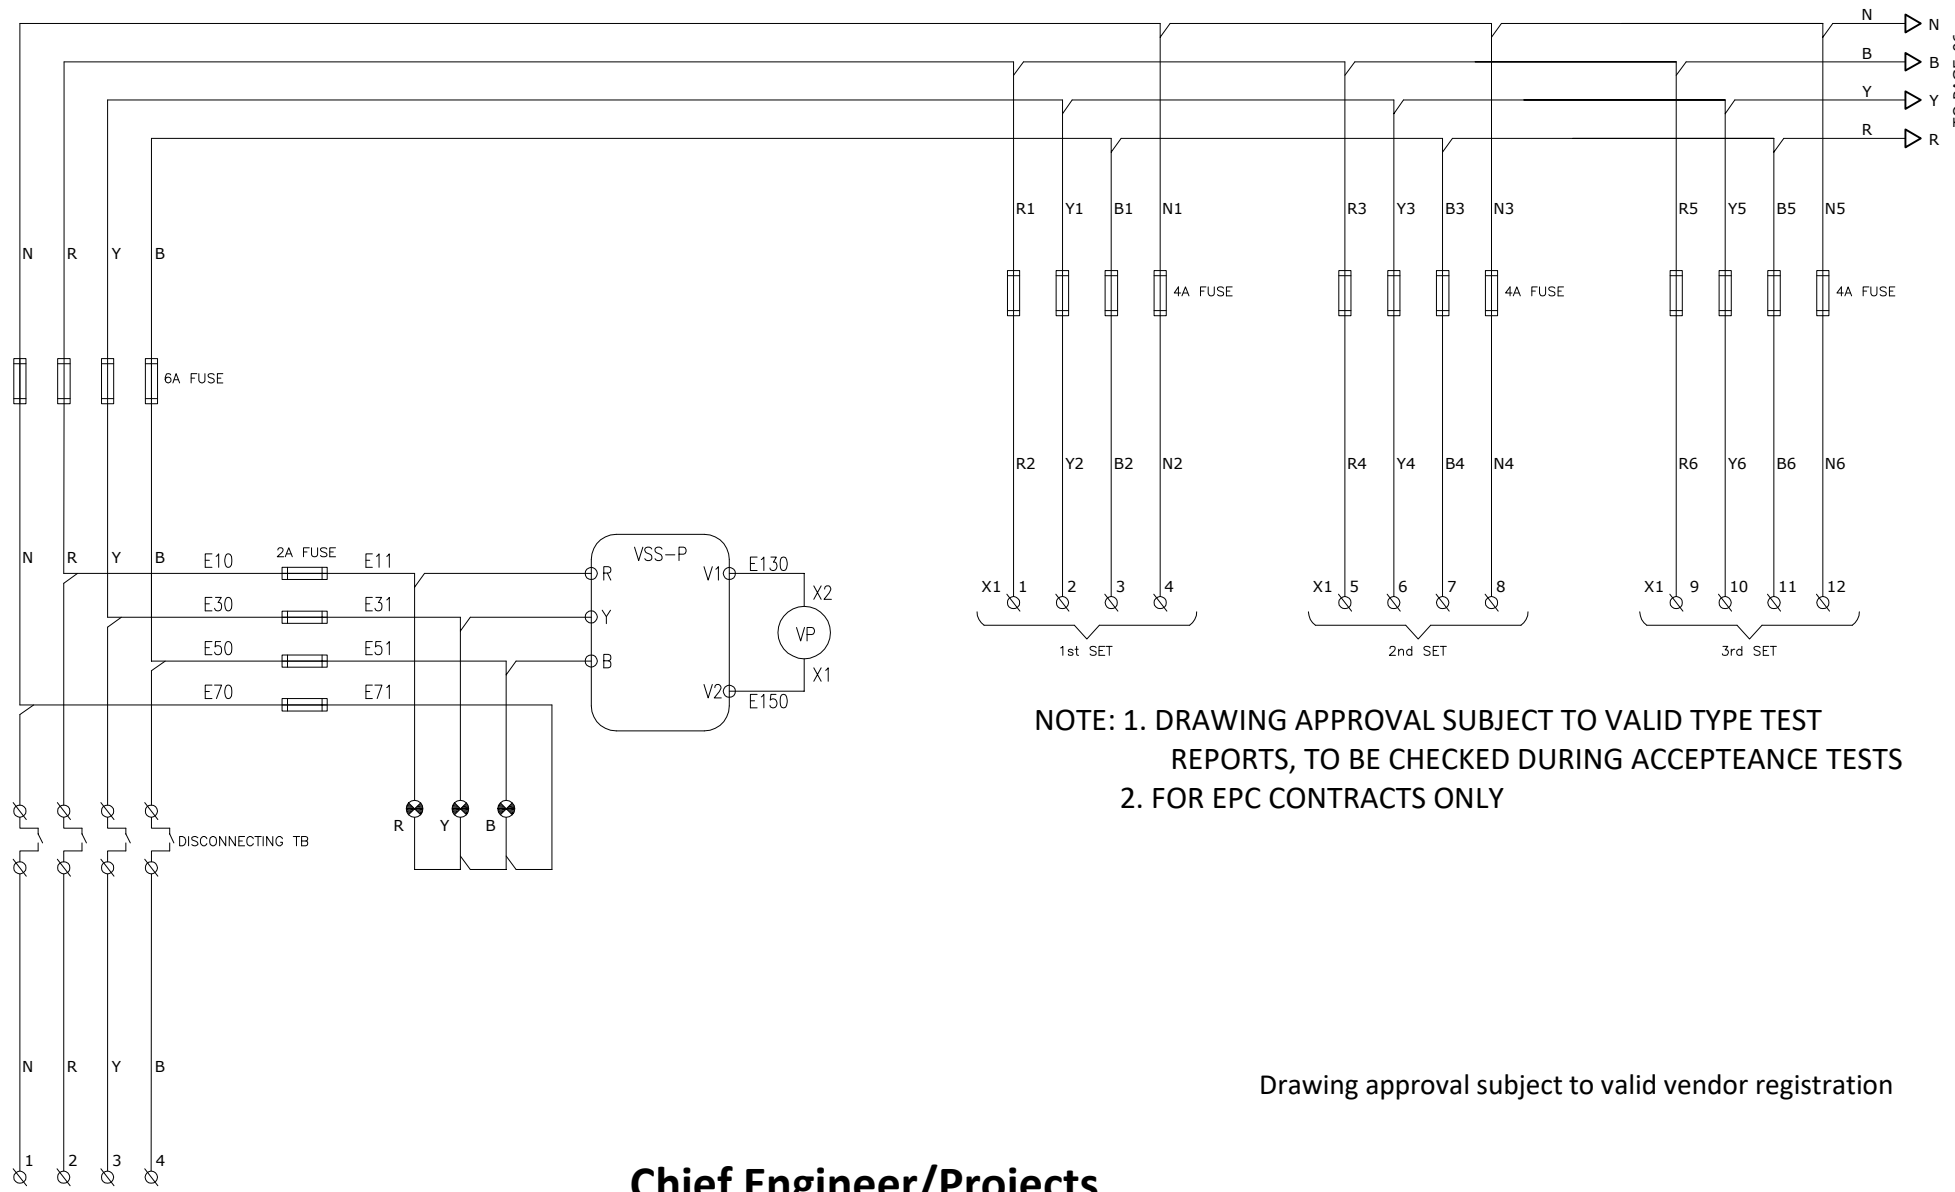 N
N
B
B
Y
Y
R
R
R1 Y1 B1 N1 R3 Y3 B3 N3 R5 Y5 B5 N5
N R Y B
4A FUSE 4A FUSE 4A FUSE
6A FUSE
R2 Y2 B2 N2 R4 Y4 B4 N4 R6 Y6 B6 N6
N R Y B E10 2A FUSE E11 VSS-P
R V1 E130
X2
E30 E31 Y
VP
E50 E51 B
X1
E70 E71 V2 E150
X1 1 2 3 4 X1 5 6 7 8 X1 9 10 11 12
1st SET 2nd SET 3rd SET
NOTE: 1. DRAWING APPROVAL SUBJECT TO VALID TYPE TEST
REPORTS, TO BE CHECKED DURING ACCEPTEANCE TESTS
2. FOR EPC CONTRACTS ONLY
R Y B
DISCONNECTING TB
N R Y B
Drawing approval subject to valid vendor registration
1 2 3 4
Chief Engineer/Projects